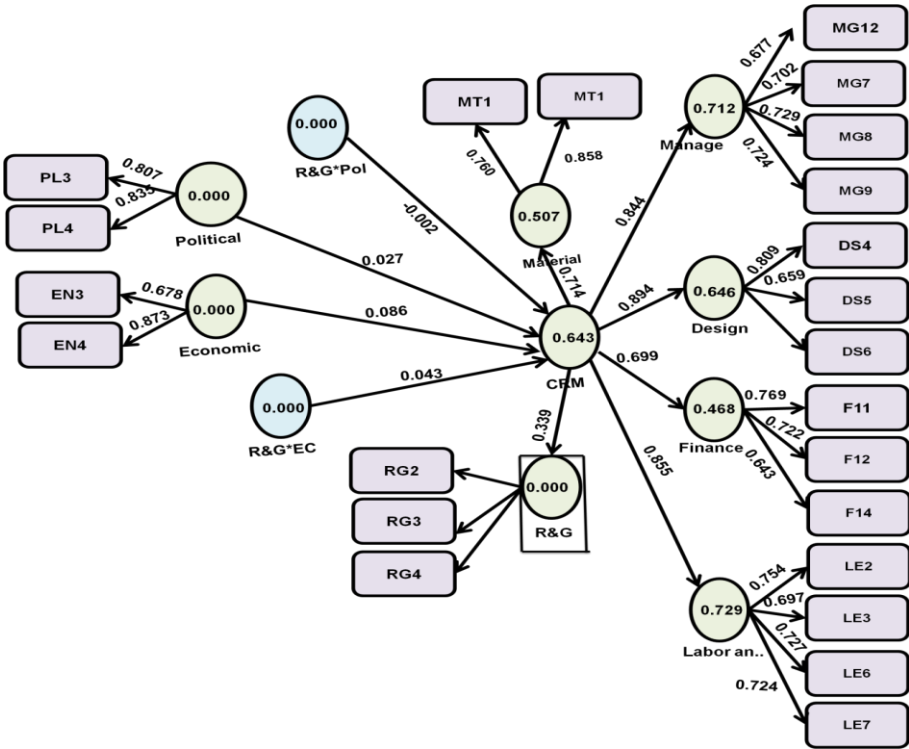 MG12
0.677
MG7
0.702
0.712
MT1
MT1
0.729
MG8
0.000
Manage
0.724
R&G*Pol
0.760
0.858
MG9
PL3
0.807
0.835
0.000
0.507
0.844
PL4
Political
-0.002
Material
DS4
0.809
0.027
0.714
0.659
EN3
0.678
0.894
0.646
DS5
0.873
0.000
0.086
EN4
Economic
0.643
Design
DS6
0.699
CRM
0.043
0.769
F11
0.000
0.468
0.722
0.339
Finance
F12
R&G*EC
0.855
0.643
RG2
0.000
F14
RG3
R&G
LE2
0.754
RG4
0.697
LE3
0.729
0.727
Labor an..
LE6
0.724
LE7